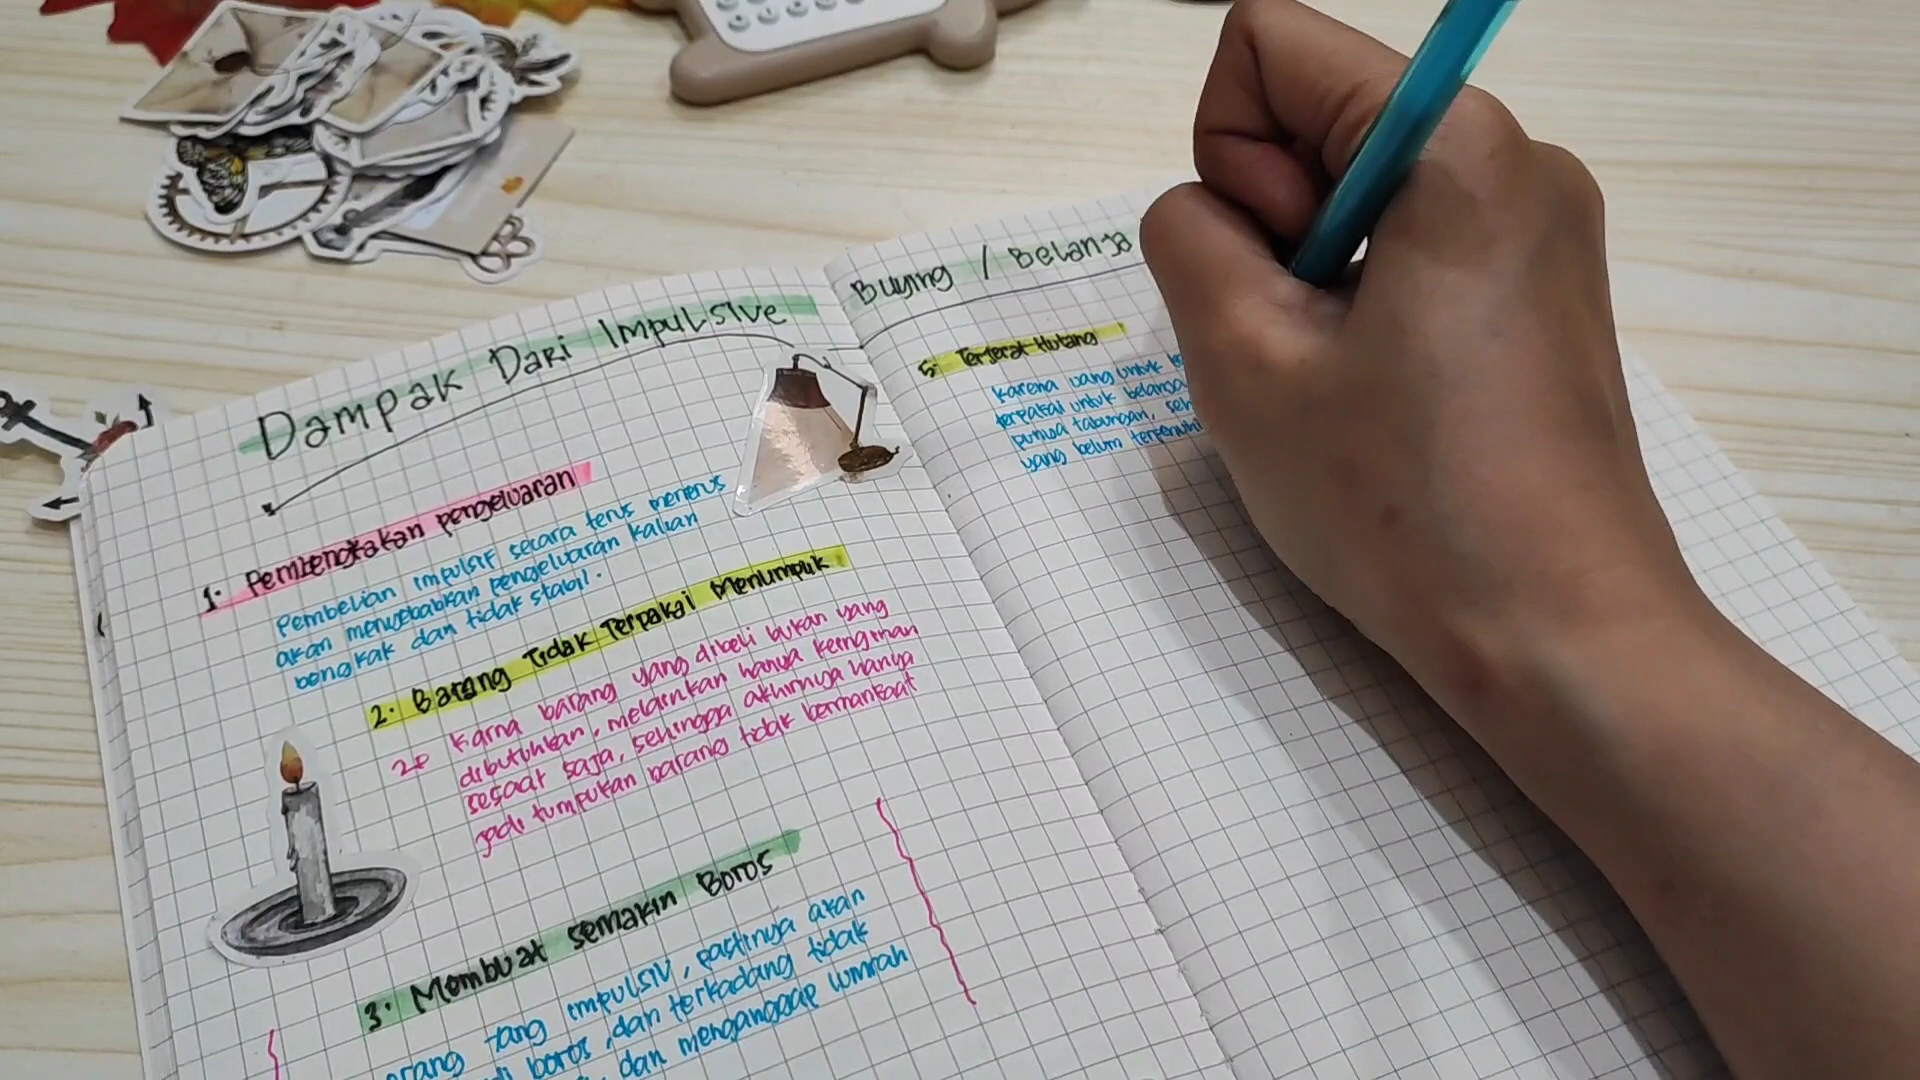 Dampak Dari Impulsive Buying / Belanja
1. Pembengkakan pengeluaran
Pembelian impulsif secara terus menerus
akan menyebabkan pengeluaran kalian
bengkak dan tidak stabil.
2. Barang Tidak Terpakai Menumpuk
Karna barang yang dibeli bukan yang
dibutuhkan, melainkan hanya keinginan
sesaat saja, sehingga akhirnya hanya
jadi tumpukan barang tidak bermanfaat
3. Membuat semakin Boros
orang yang impulsiv, pastinya akan
boros, dan terkadang tidak
dan menganggap lumrah
5. Terjerat Hutang
Karena uang untuk
terpakai untuk belanja
punya tabungan,
yang belum terpenuhi